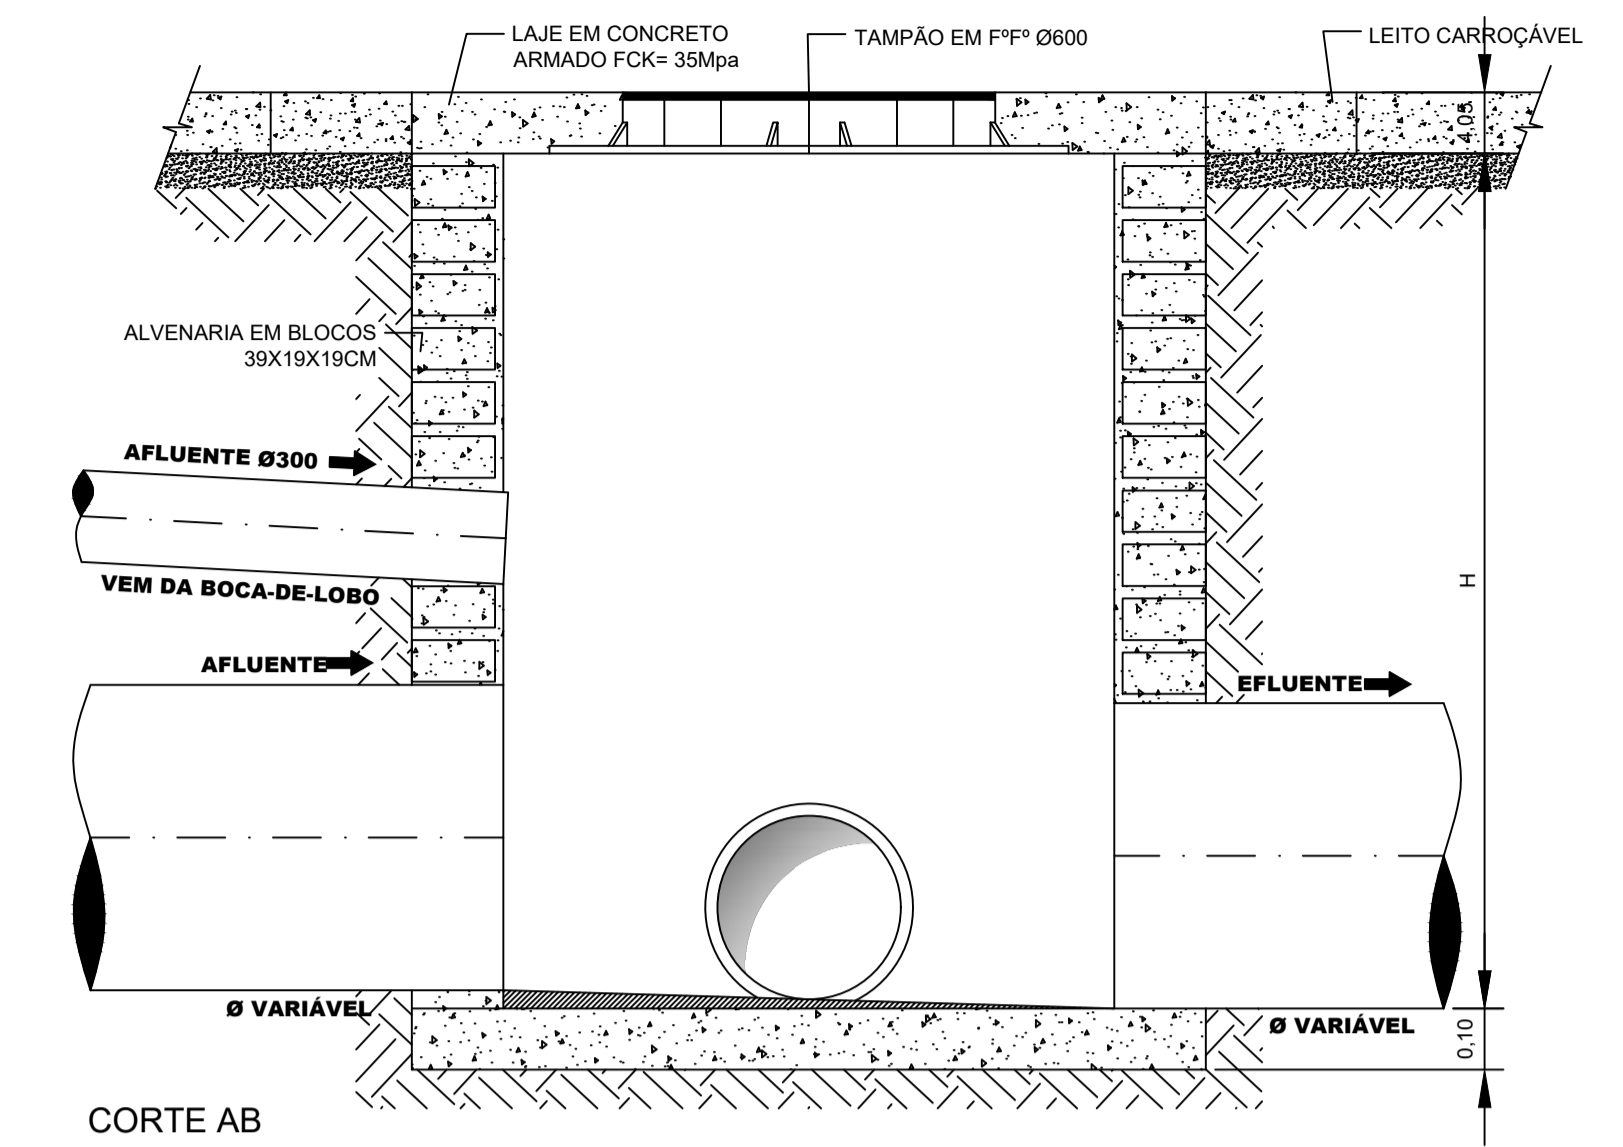 LAJE EM CONCRETO
ARMADO FCK= 35Mpa
TAMPÃO EM FºFº Ø600
LEITO CARROÇÁVEL
ALVENARIA EM BLOCOS
39X19X19CM
AFLUENTE Ø300
VEM DA BOCA-DE-LOBO
AFLUENTE
EFLUENTE
H
Ø VARIÁVEL
Ø VARIÁVEL
0,10
CORTE AB